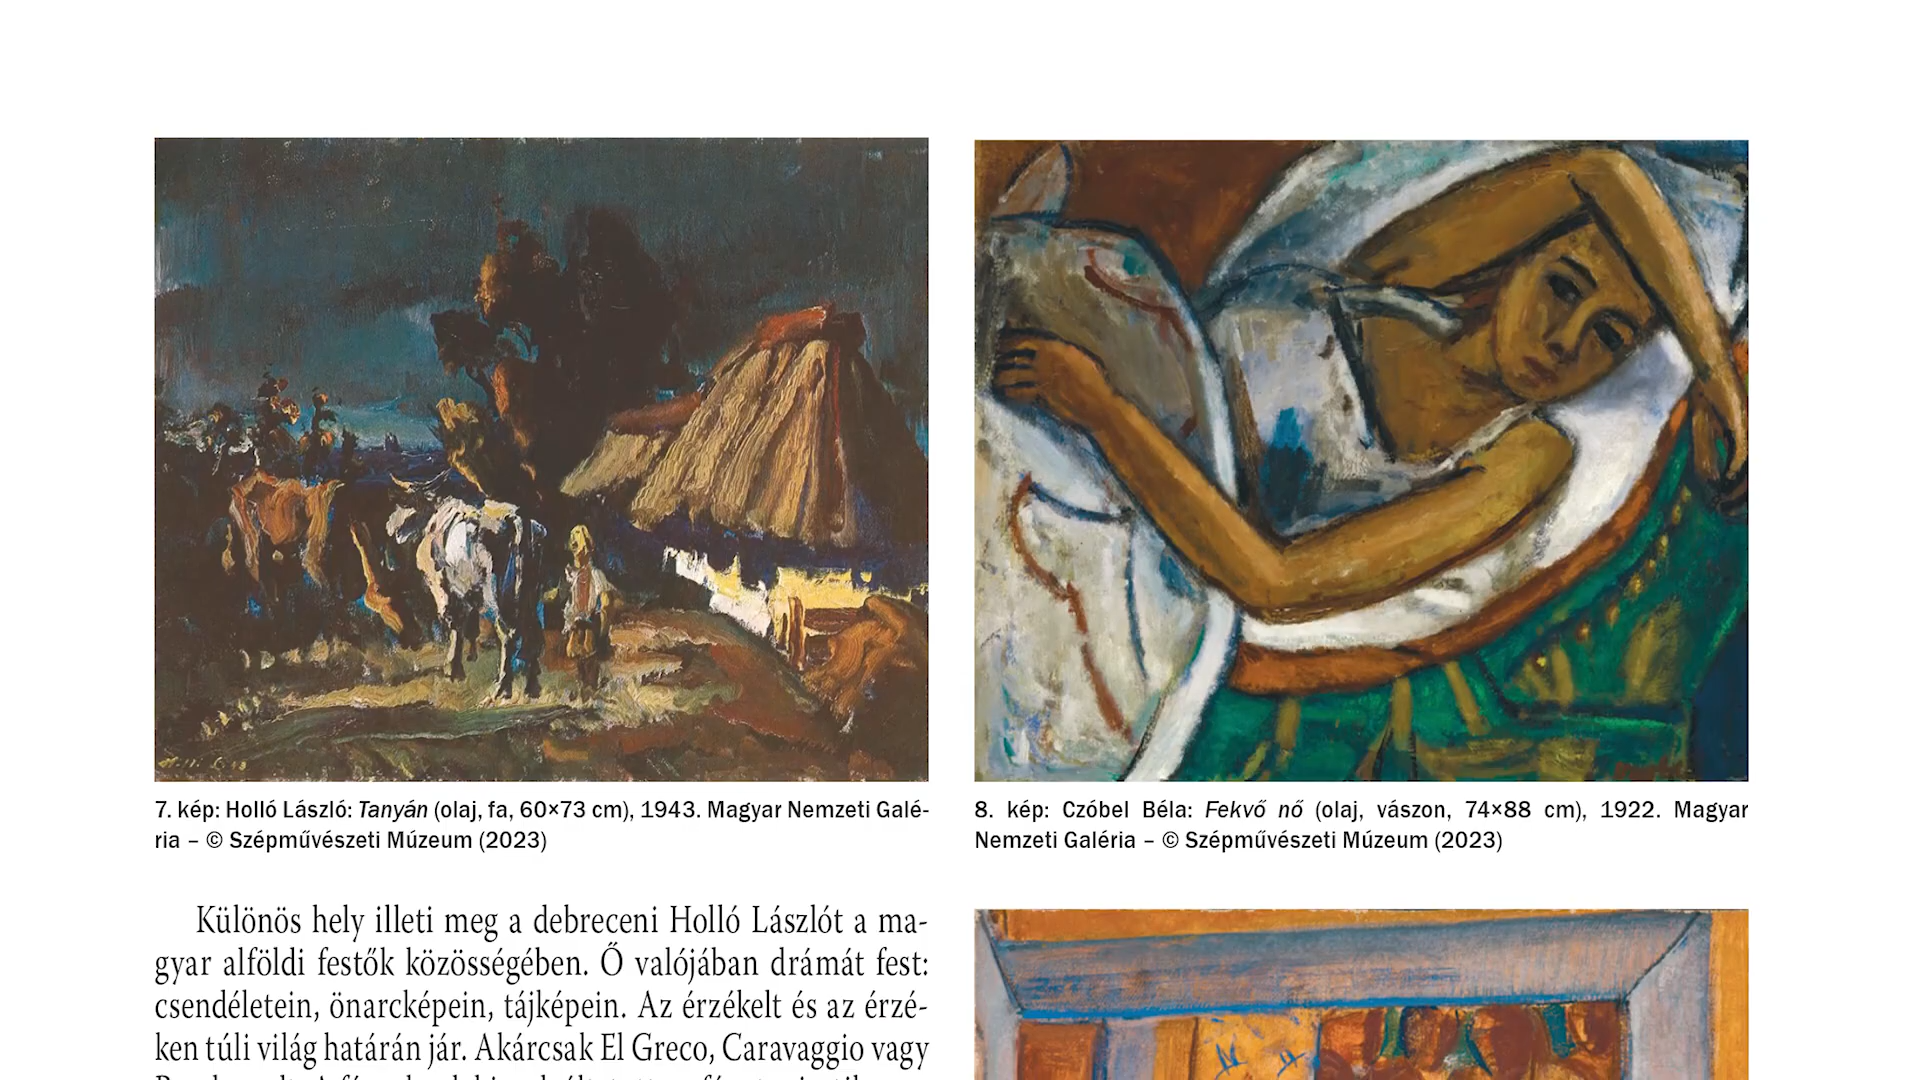 7. kép: Holló László: Tanyán (olaj, fa, 60×73 cm), 1943. Magyar Nemzeti Galé-
ria – © Szépművészeti Múzeum (2023)
Különös hely illeti meg a debreceni Holló Lászlót a ma-
gyar alföldi festők közösségében. Ő valójában drámát fest:
csendéletein, önarcképein, tájképein. Az érzékelt és az érzé-
ken túli világ határán jár. Akárcsak El Greco, Caravaggio vagy
8. kép: Czóbel Béla: Fekvő nő (olaj, vászon, 74×88 cm), 1922. Magyar
Nemzeti Galéria – © Szépművészeti Múzeum (2023)